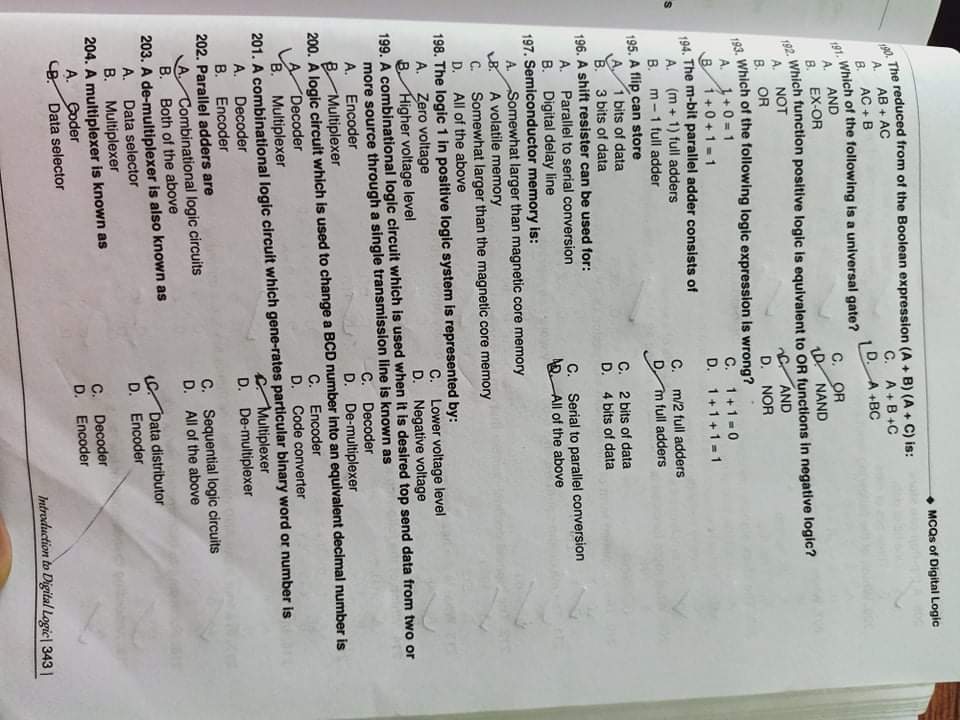 ◆ MCQs of Digital Logic
190. The reduced from of the Boolean expression (A + B) (A + C) is:
A. AB + AC C. A + B +C
B. AC + B D. A +BC
191. Which of the following is a universal gate?
A. AND C. OR
B. EX-OR D. NAND
192. Which function positive logic is equivalent to OR functions in negative logic?
A. NOT C. AND
B. OR D. NOR
193. Which of the following logic expression is wrong?
A. 1 + 0 = 1 C. 1 + 1 = 0
B. 1 + 0 + 1 = 1 D. 1 + 1 + 1 = 1
194. The m-bit parallel adder consists of
A. (m + 1) full adders C. m/2 full adders
B. m – 1 full adder D. m full adders
195. A flip can store
A. 1 bits of data C. 2 bits of data
B. 3 bits of data D. 4 bits of data
196. A shift resister can be used for:
A. Parallel to serial conversion C. Serial to parallel conversion
B. Digital delay line D. All of the above
197. Semiconductor memory is:
A. Somewhat larger than magnetic core memory
B. A volatile memory
C. Somewhat larger than the magnetic core memory
D. All of the above
198. The logic 1 in positive logic system is represented by:
A. Zero voltage C. Lower voltage level
B. Higher voltage level D. Negative voltage
199. A combinational logic circuit which is used when it is desired top send data from two or
more source through a single transmission line is known as
A. Encoder C. Decoder
B. Multiplexer D. De-multiplexer
200. A logic circuit which is used to change a BCD number into an equivalent decimal number is
A. Decoder C. Encoder
B. Multiplexer D. Code converter
201. A combinational logic circuit which gene-rates particular binary word or number is
A. Decoder C. Multiplexer
B. Encoder D. De-multiplexer
202. Parallel adders are
A. Combinational logic circuits C. Sequential logic circuits
B. Both of the above D. All of the above
203. A de-multiplexer is also known as
A. Data selector C. Data distributor
B. Multiplexer D. Encoder
204. A multiplexer is known as
A. Coder C. Decoder
B. Data selector D. Encoder
Introduction to Digital Logic| 343 |
s